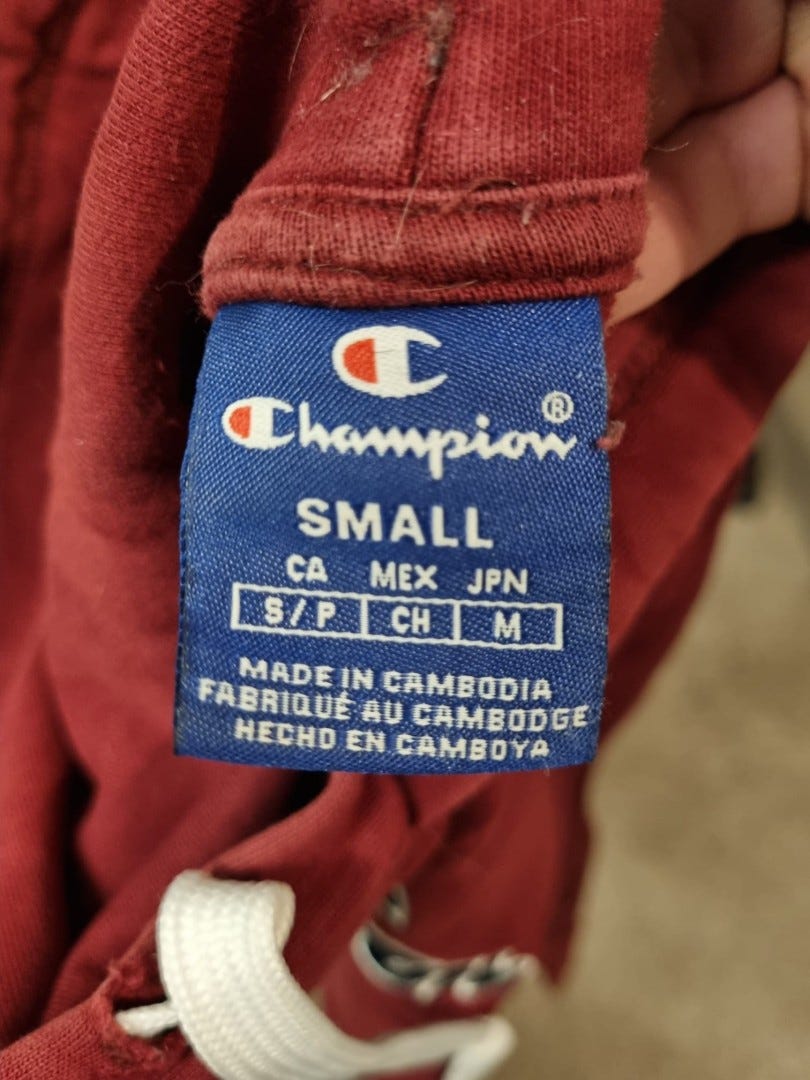 Champion®
SMALL
CA MEX JPN
S/P CH M
MADE IN CAMBODIA
FABRIQUÉ AU CAMBODGE
HECHO EN CAMBOYA